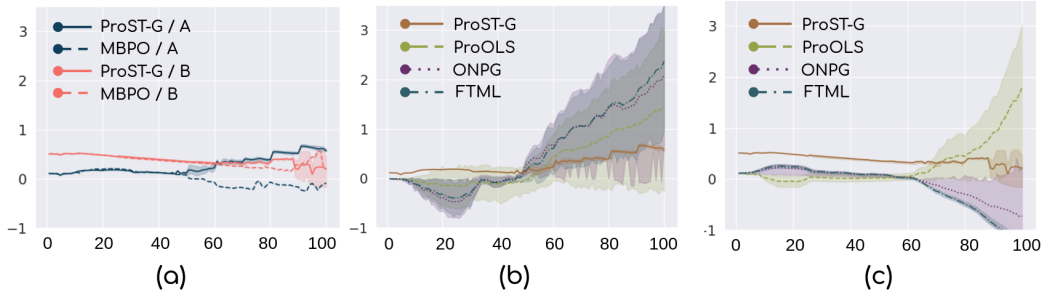 3
2
1
0
−1
ProST-G / A
MBPO / A
ProST-G / B
MBPO / B
0 20 40 60 80 100
(a)
3
2
1
0
−1
ProST-G
ProOLS
ONPG
FTML
0 20 40 60 80 100
(b)
3
2
1
0
-1
ProST-G
ProOLS
ONPG
FTML
0 20 40 60 80 100
(c)